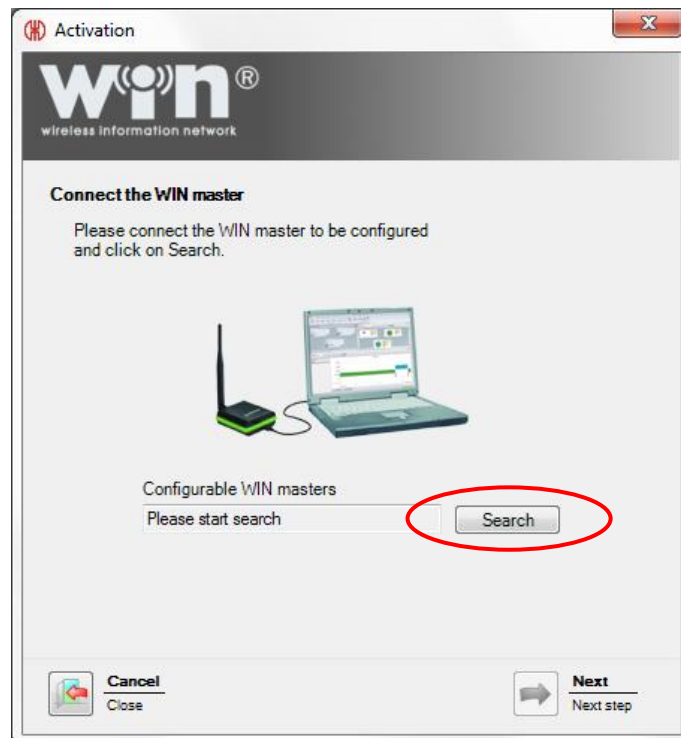 Activation
WIN®
wireless information network
Connect the WIN master
Please connect the WIN master to be configured
and click on Search.
Configurable WIN masters
Please start search
Search
Cancel
Close
Next
Next step